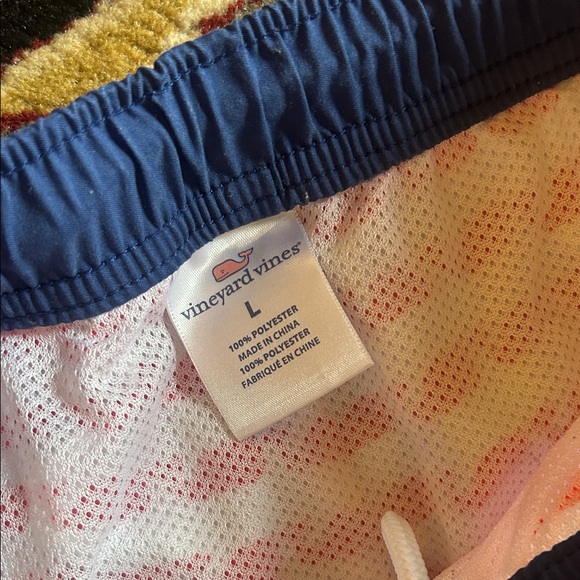 vineyard vines®
L
100% POLYESTER
MADE IN CHINA
100% POLYESTER
FABRIQUÉ EN CHINE